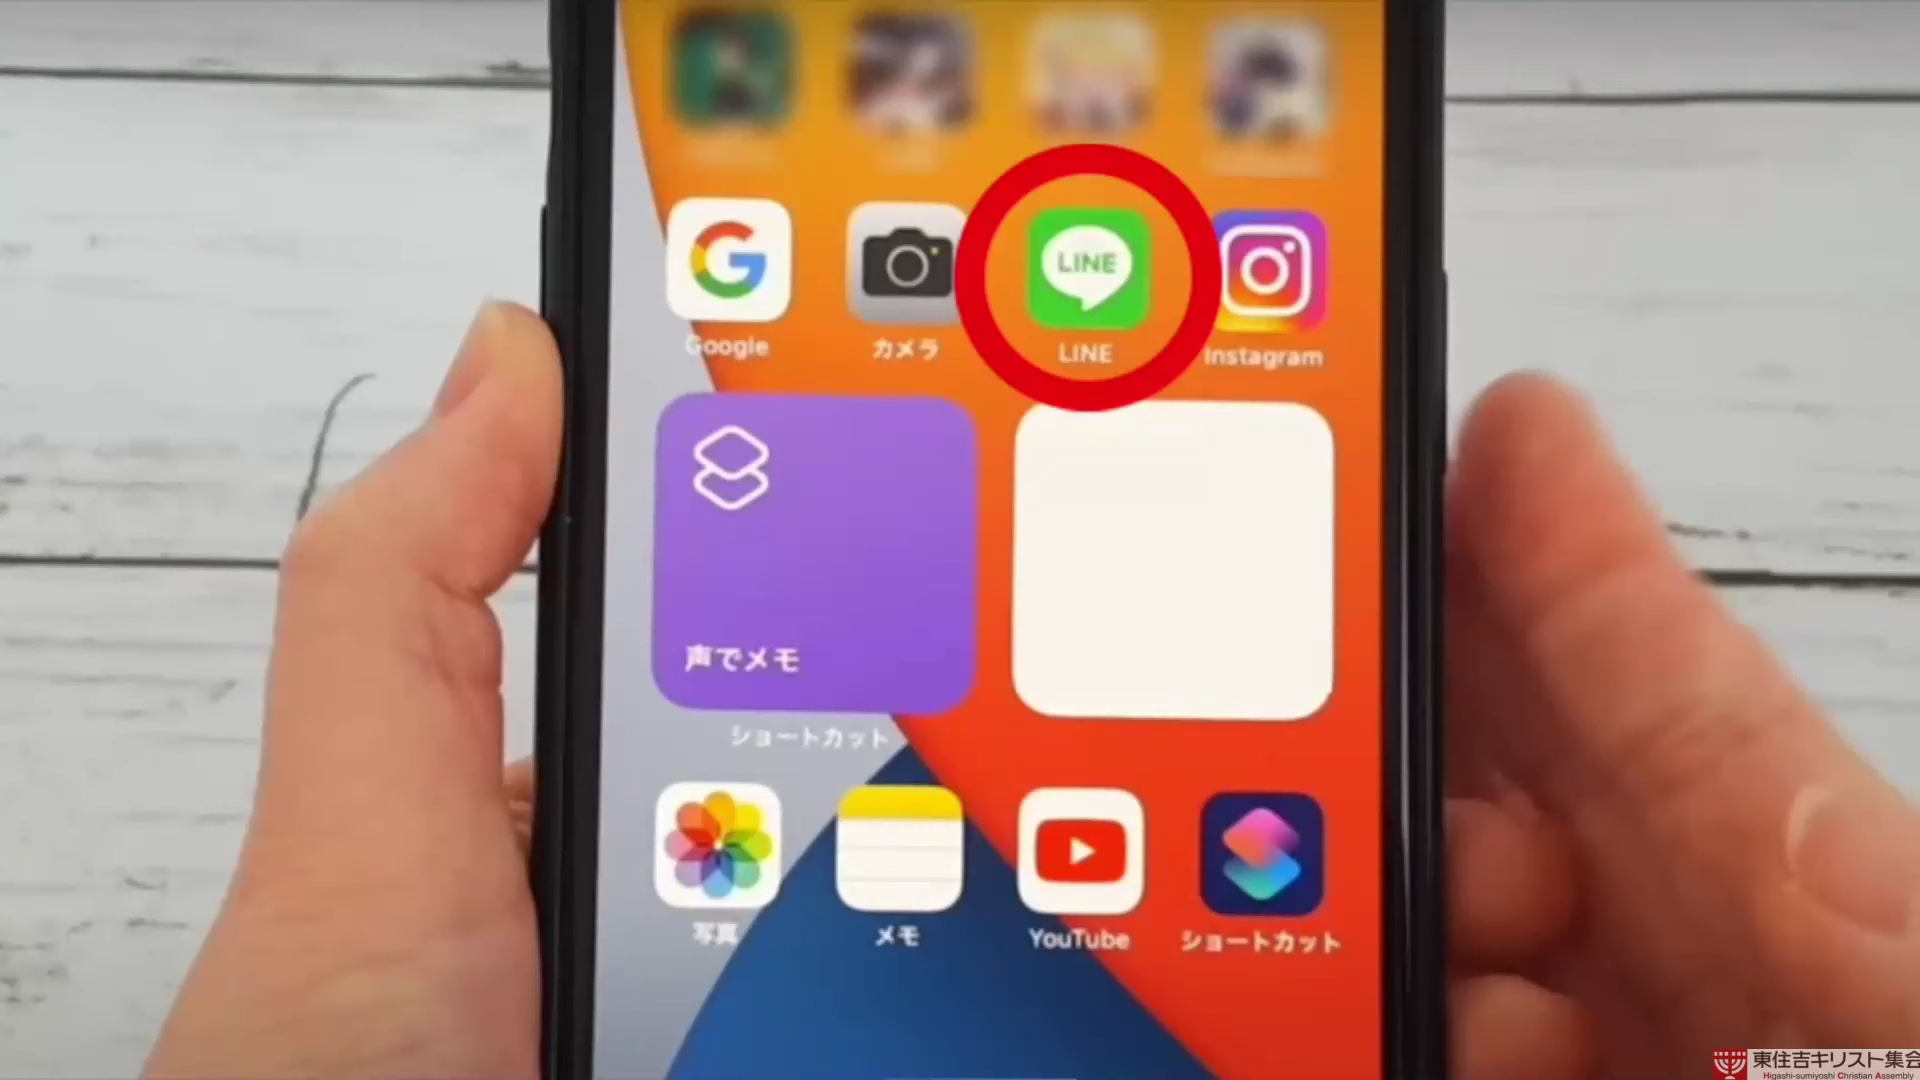 LINE
Google
カメラ
LINE
Instagram
声でメモ
ショートカット
写真
メモ
YouTube
ショートカット
東住吉キリスト集会
Higashi-sumiyoshi Christian Assembly